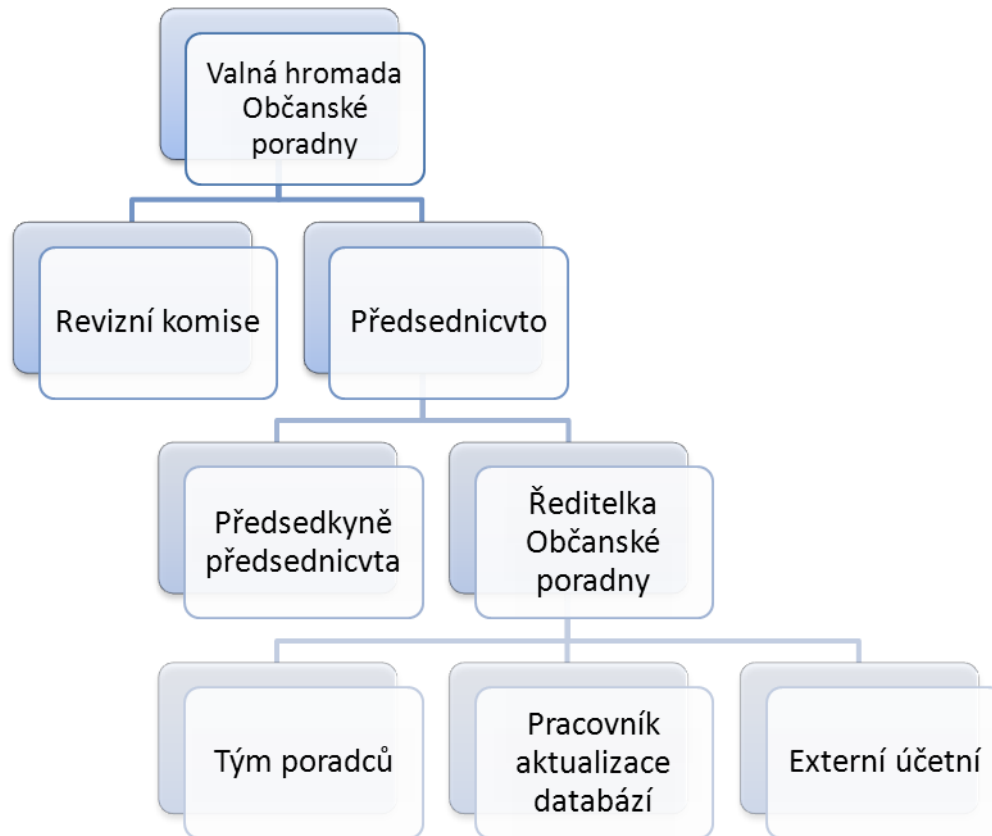 Valná hromada
Občanské
poradny
Revizní komise
Předsednicvto
Předsedkyně
předsednicvta
Ředitelka
Občanské
poradny
Tým poradců
Pracovník
aktualizace
databází
Externí účetní